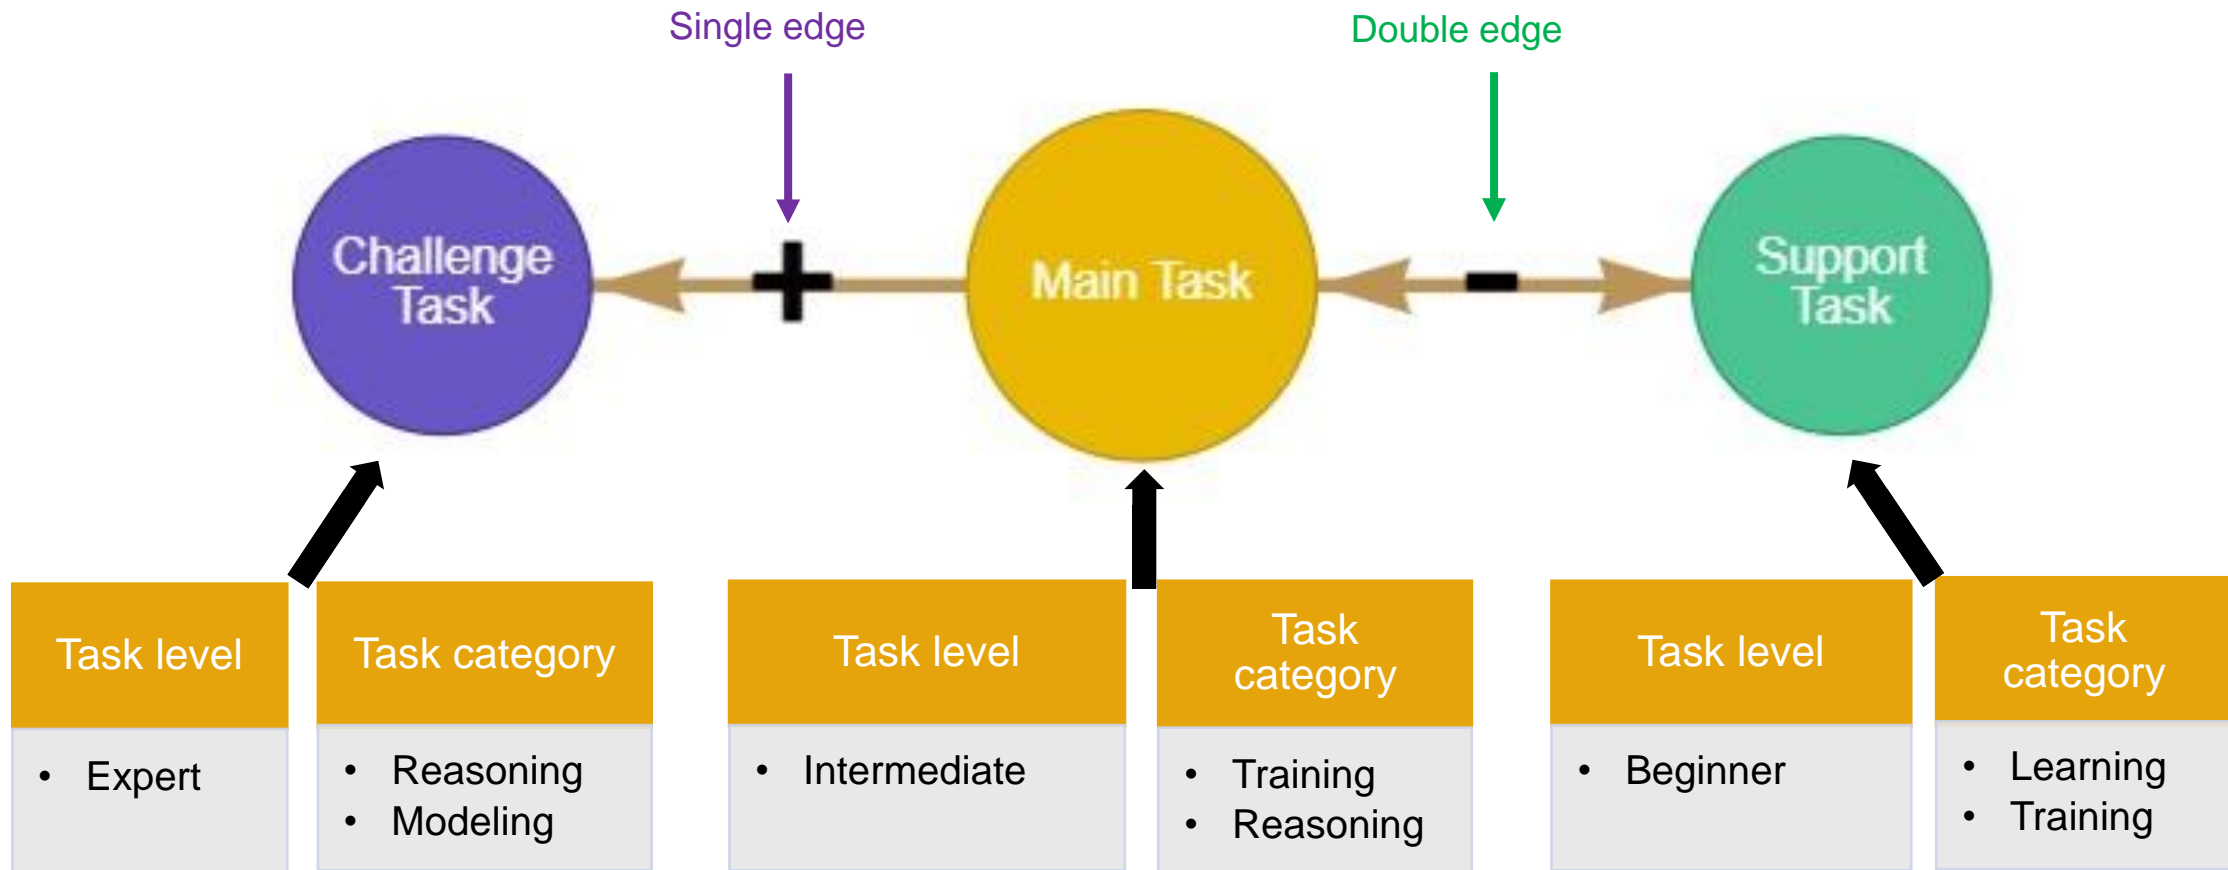 Single edge
Double edge
Challenge
Task
+
Main Task
-
Support
Task
Task level
• Expert
Task category
• Reasoning
• Modeling
Task level
• Intermediate
Task
category
• Training
• Reasoning
Task level
• Beginner
Task
category
• Learning
• Training